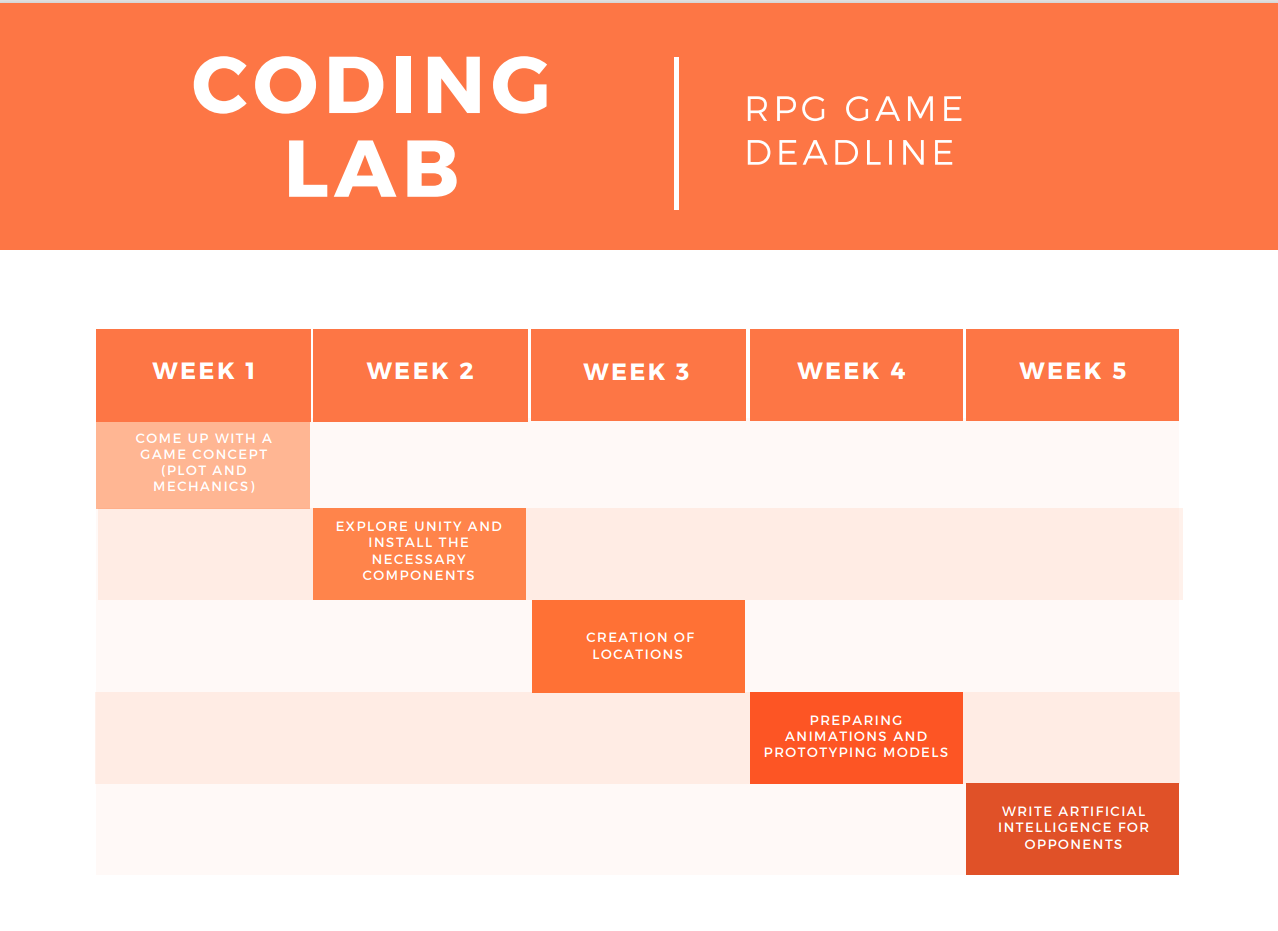 CODING
LAB
RPG GAME
DEADLINE
WEEK 1
WEEK 2
WEEK 3
WEEK 4
WEEK 5
COME UP WITH A
GAME CONCEPT
(PLOT AND
MECHANICS)
EXPLORE UNITY AND
INSTALL THE
NECESSARY
COMPONENTS
CREATION OF
LOCATIONS
PREPARING
ANIMATIONS AND
PROTOTYPING MODELS
WRITE ARTIFICIAL
INTELLIGENCE FOR
OPPONENTS